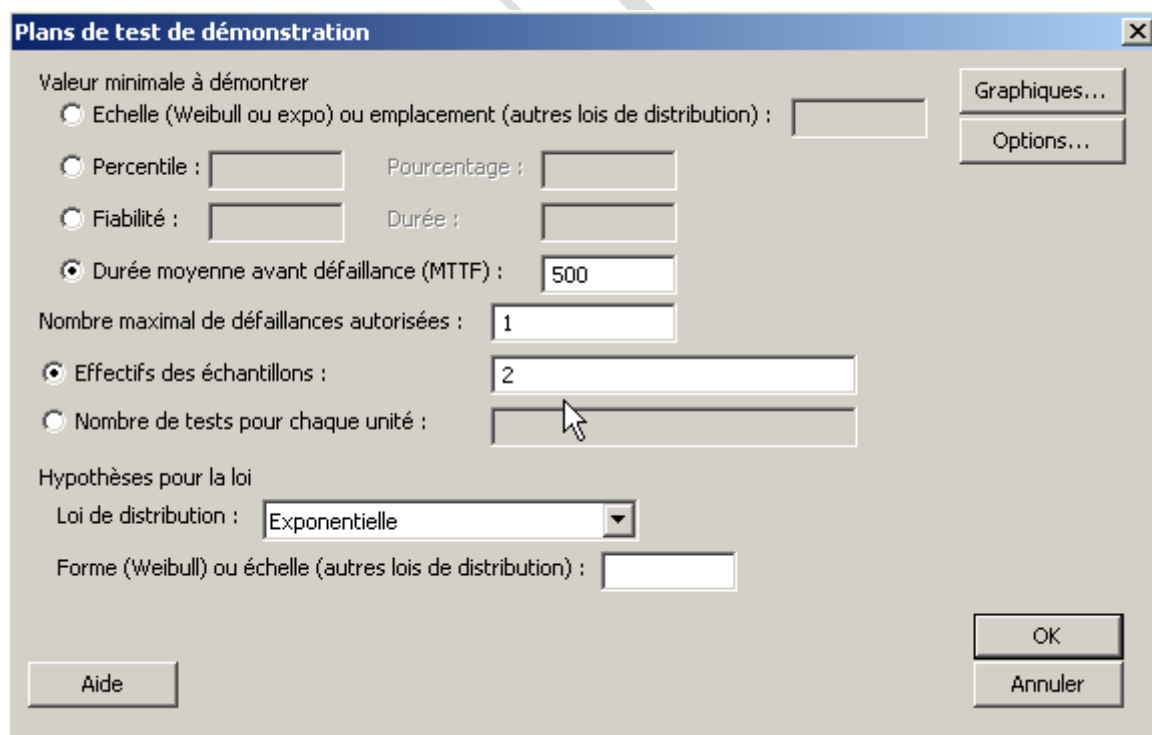 Plans de test de démonstration
Valeur minimale à démontrer
Echelle (Weibull ou expo) ou emplacement (autres lois de distribution) :
Graphiques...
Options...
Percentile :
Pourcentage :
Fiabilité :
Durée :
Durée moyenne avant défaillance (MTTF) : 500
Nombre maximal de défaillances autorisées : 1
Effectifs des échantillons : 2
Nombre de tests pour chaque unité :
Hypothèses pour la loi
Loi de distribution : Exponentielle
Forme (Weibull) ou échelle (autres lois de distribution) :
OK
Aide
Annuler